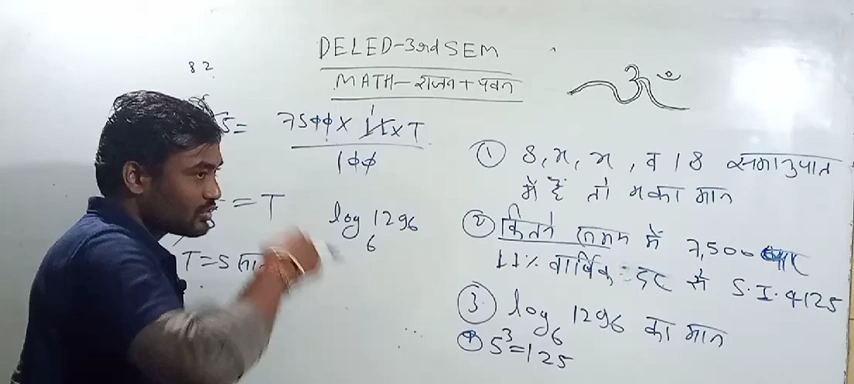 82
DELED-3rd SEM
MATH- राजन + पवन
5= 7500 X 11 x T
100
= T
log 1296
6
T=5 सा
① 8, x, x, व 18 समानुपात
में हैं तो x का मान
② कितने समय में 7,500
11% वार्षिक दर से S.I. 4125
③ log 1296 का मान
6
④ 5³=125
ॐ